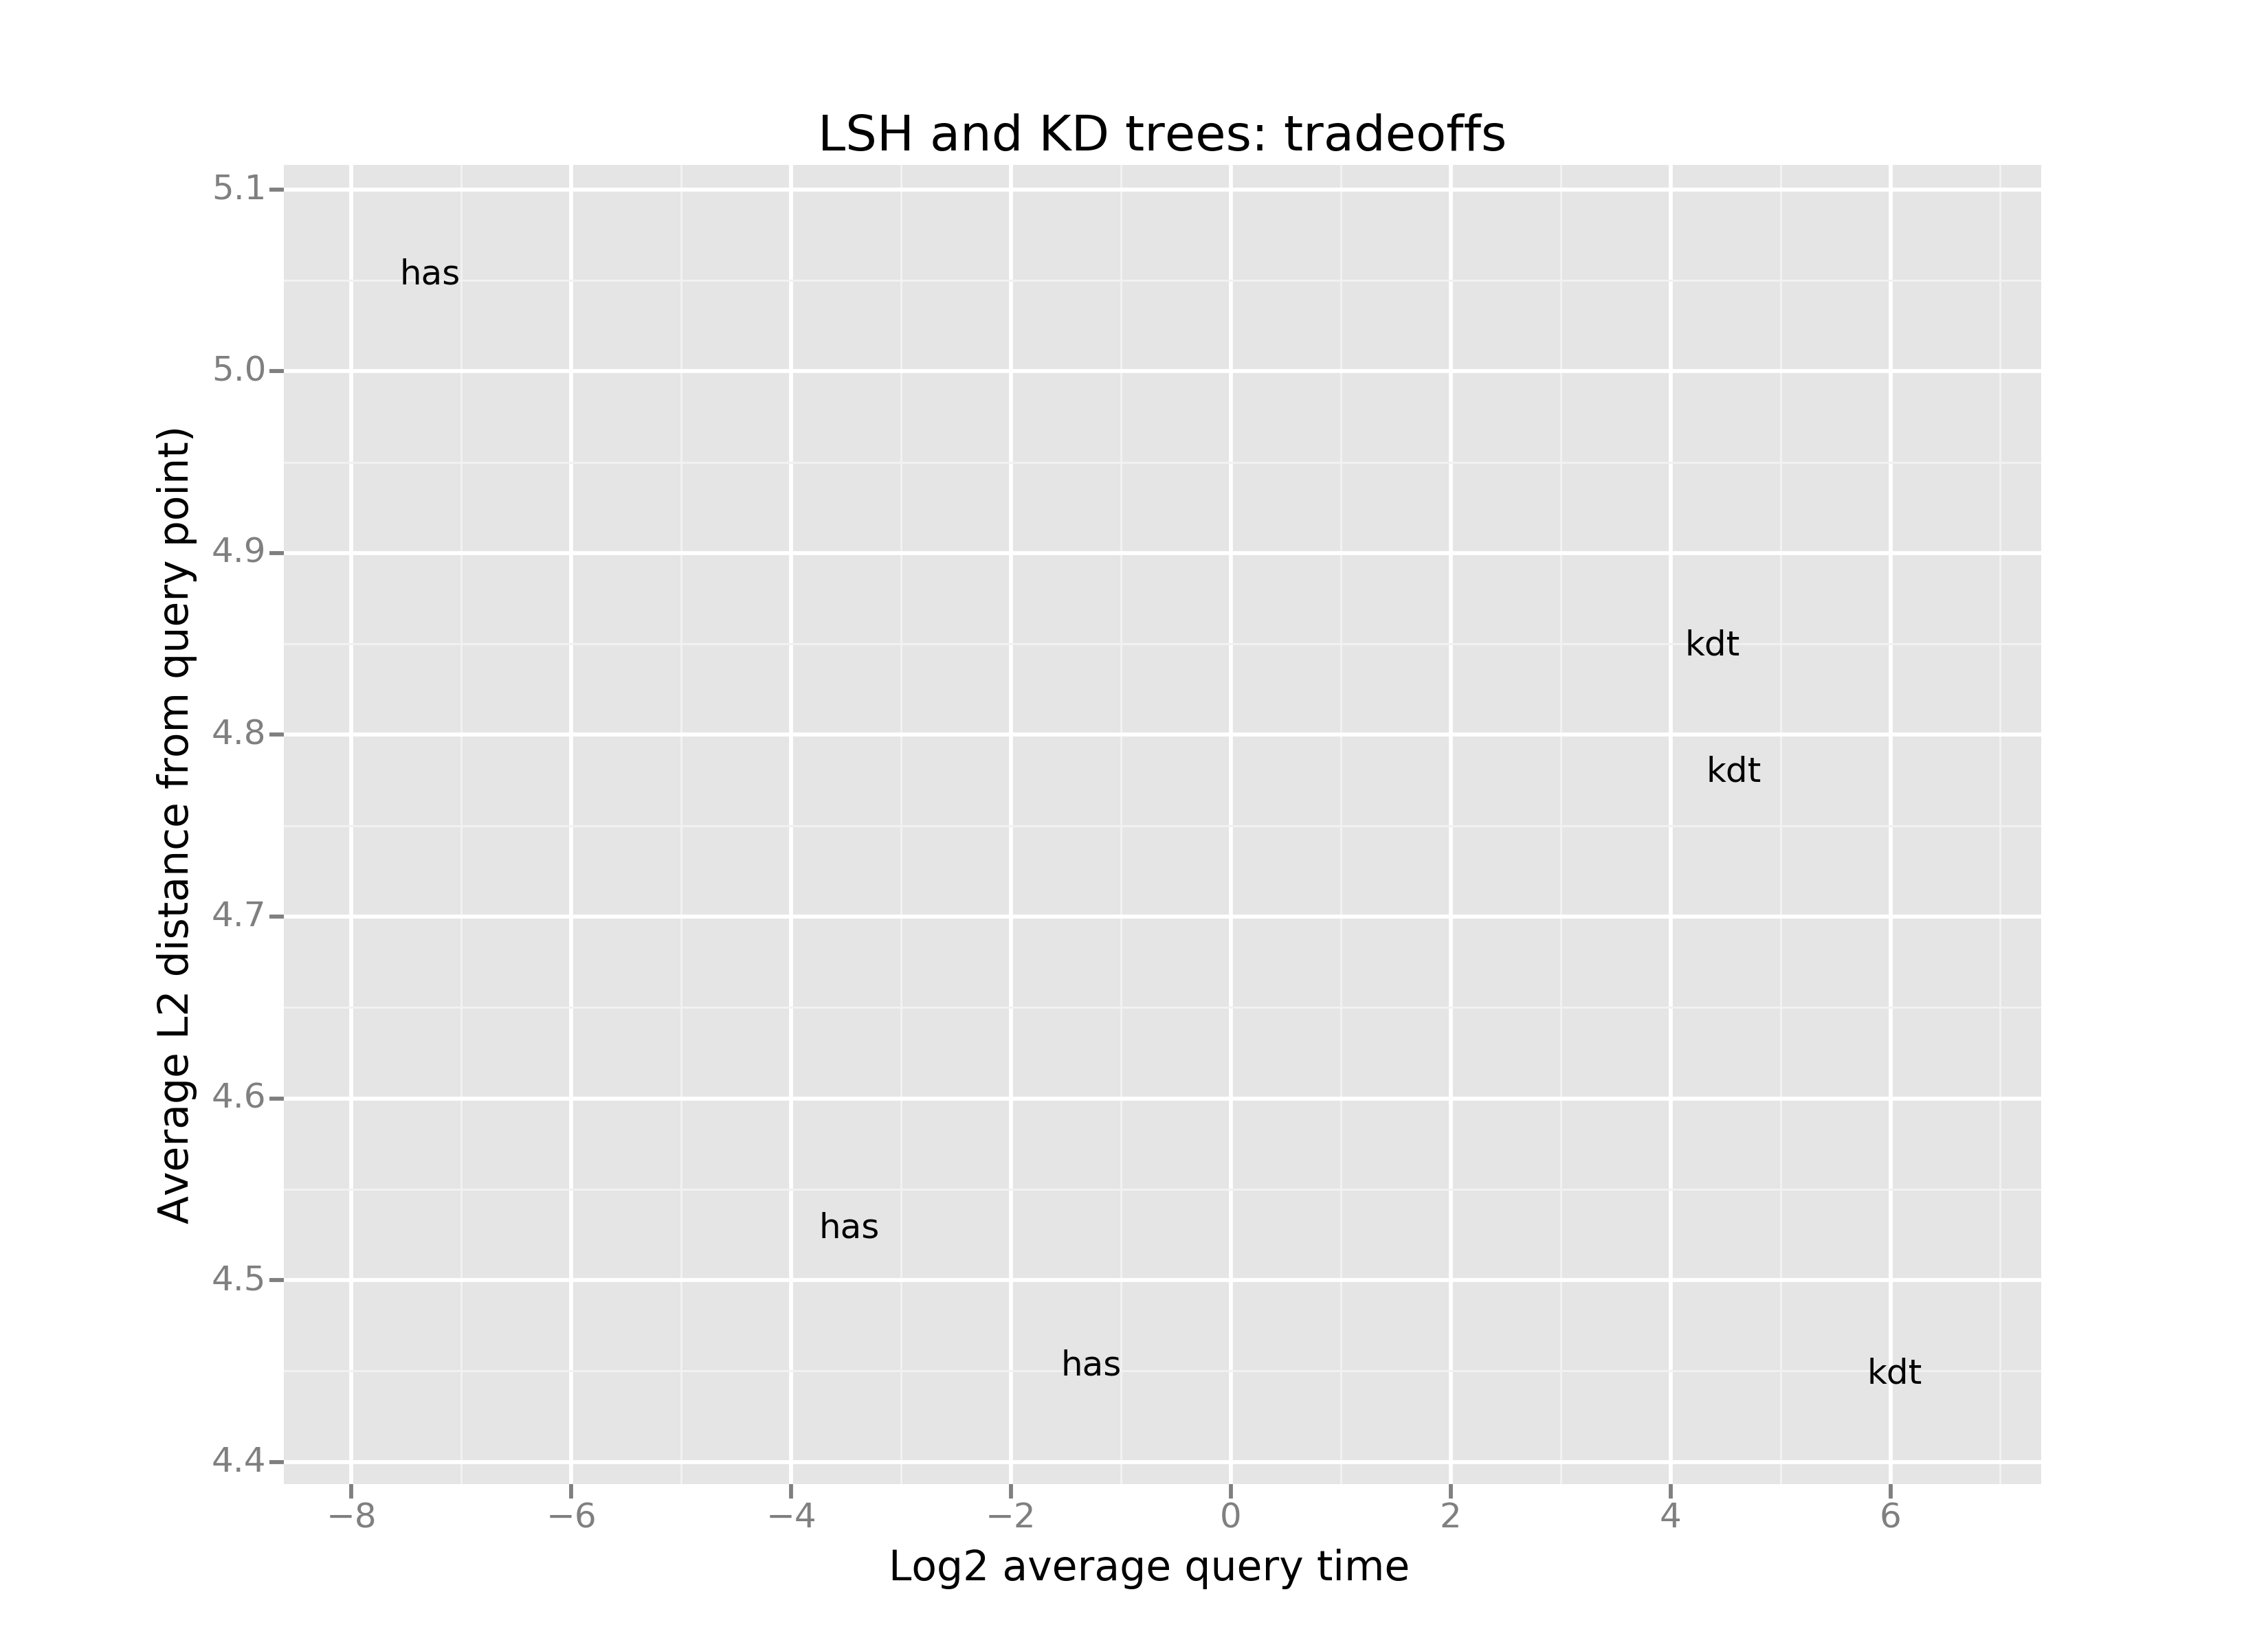 LSH and KD trees: tradeoffs
5.1
has
5.0
4.9
kdt
4.8
kdt
4.7
4.6
has
4.5
has
kdt
4.4
Average L2 distance from query point)
−8 −6 −4 −2 0 2 4 6
Log2 average query time